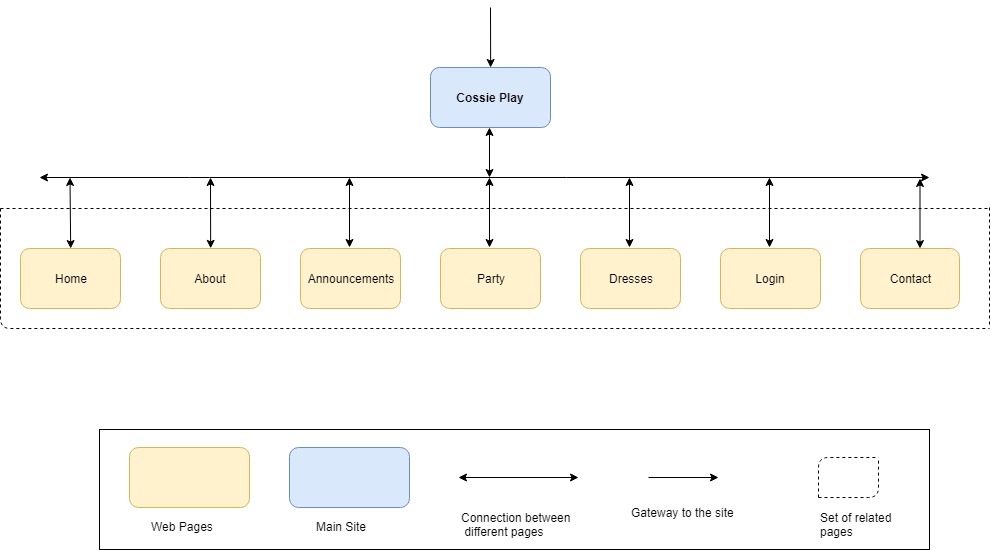 Cossie Play
Home
About
Announcements
Party
Dresses
Login
Contact
Web Pages
Main Site
Connection between
different pages
Gateway to the site
Set of related
pages